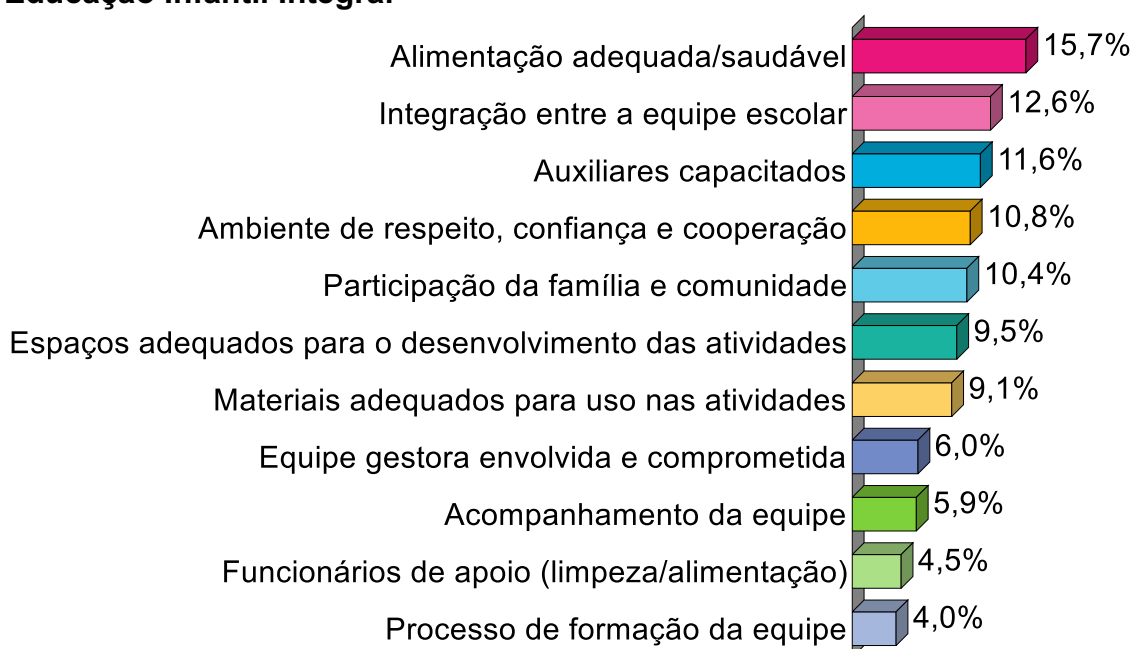 Educação Infantil Integral
Alimentação adequada/saudável 15,7%
Integração entre a equipe escolar 12,6%
Auxiliares capacitados 11,6%
Ambiente de respeito, confiança e cooperação 10,8%
Participação da família e comunidade 10,4%
Espaços adequados para o desenvolvimento das atividades 9,5%
Materiais adequados para uso nas atividades 9,1%
Equipe gestora envolvida e comprometida 6,0%
Acompanhamento da equipe 5,9%
Funcionários de apoio (limpeza/alimentação) 4,5%
Processo de formação da equipe 4,0%